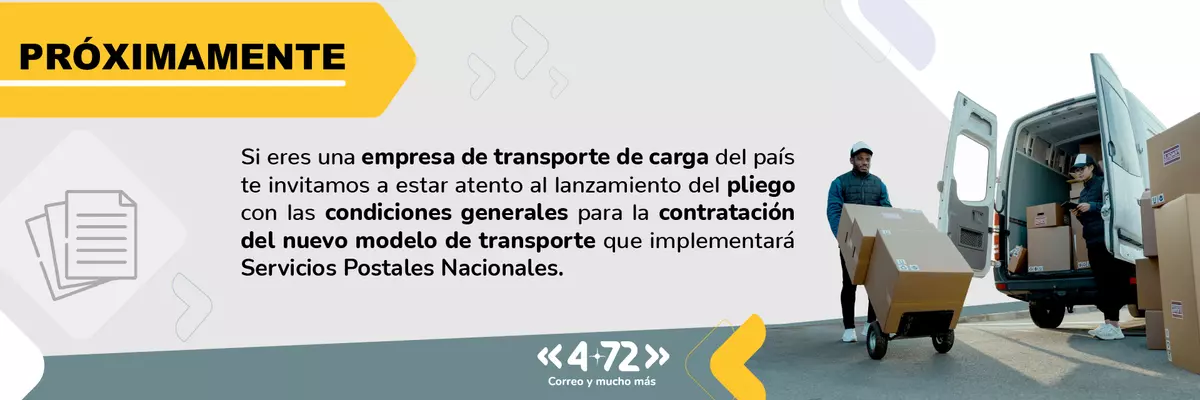 PRÓXIMAMENTE
Si eres una empresa de transporte de carga del país
te invitamos a estar atento al lanzamiento del pliego
con las condiciones generales para la contratación
del nuevo modelo de transporte que implementará
Servicios Postales Nacionales.
4-72
Correo y mucho más